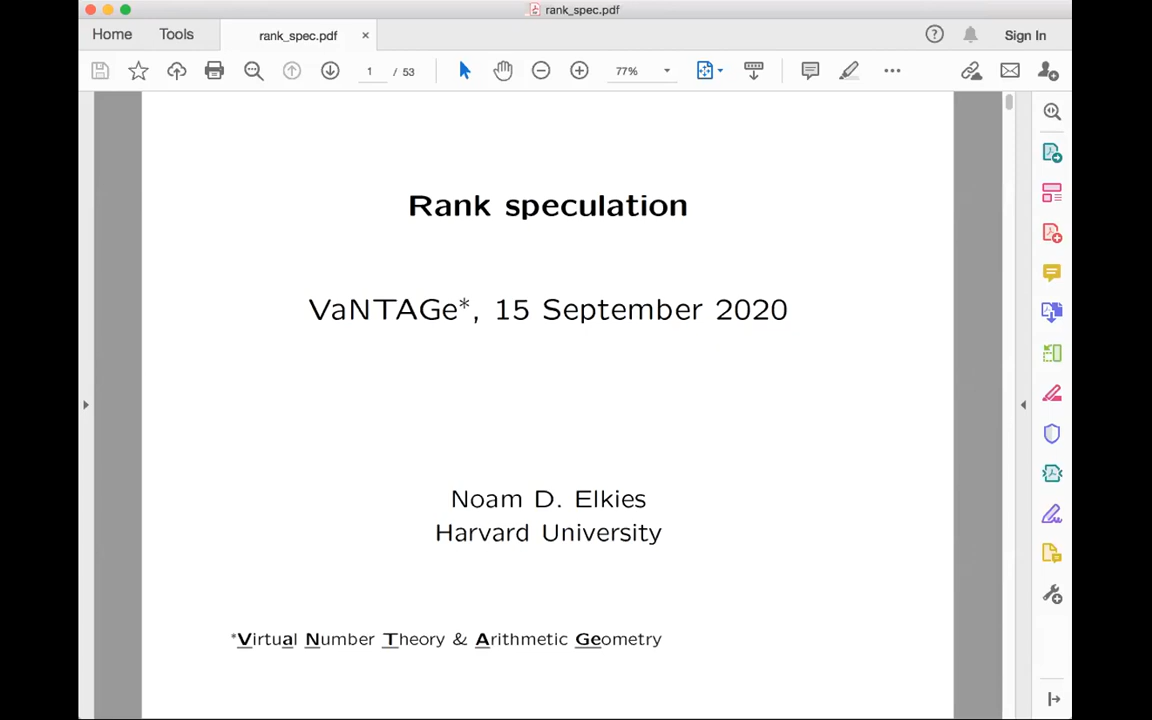 rank_spec.pdf
Home Tools rank_spec.pdf × Sign In
1 / 53 77%
Rank speculation
VaNTAGe*, 15 September 2020
Noam D. Elkies
Harvard University
*Virtual Number Theory & Arithmetic Geometry